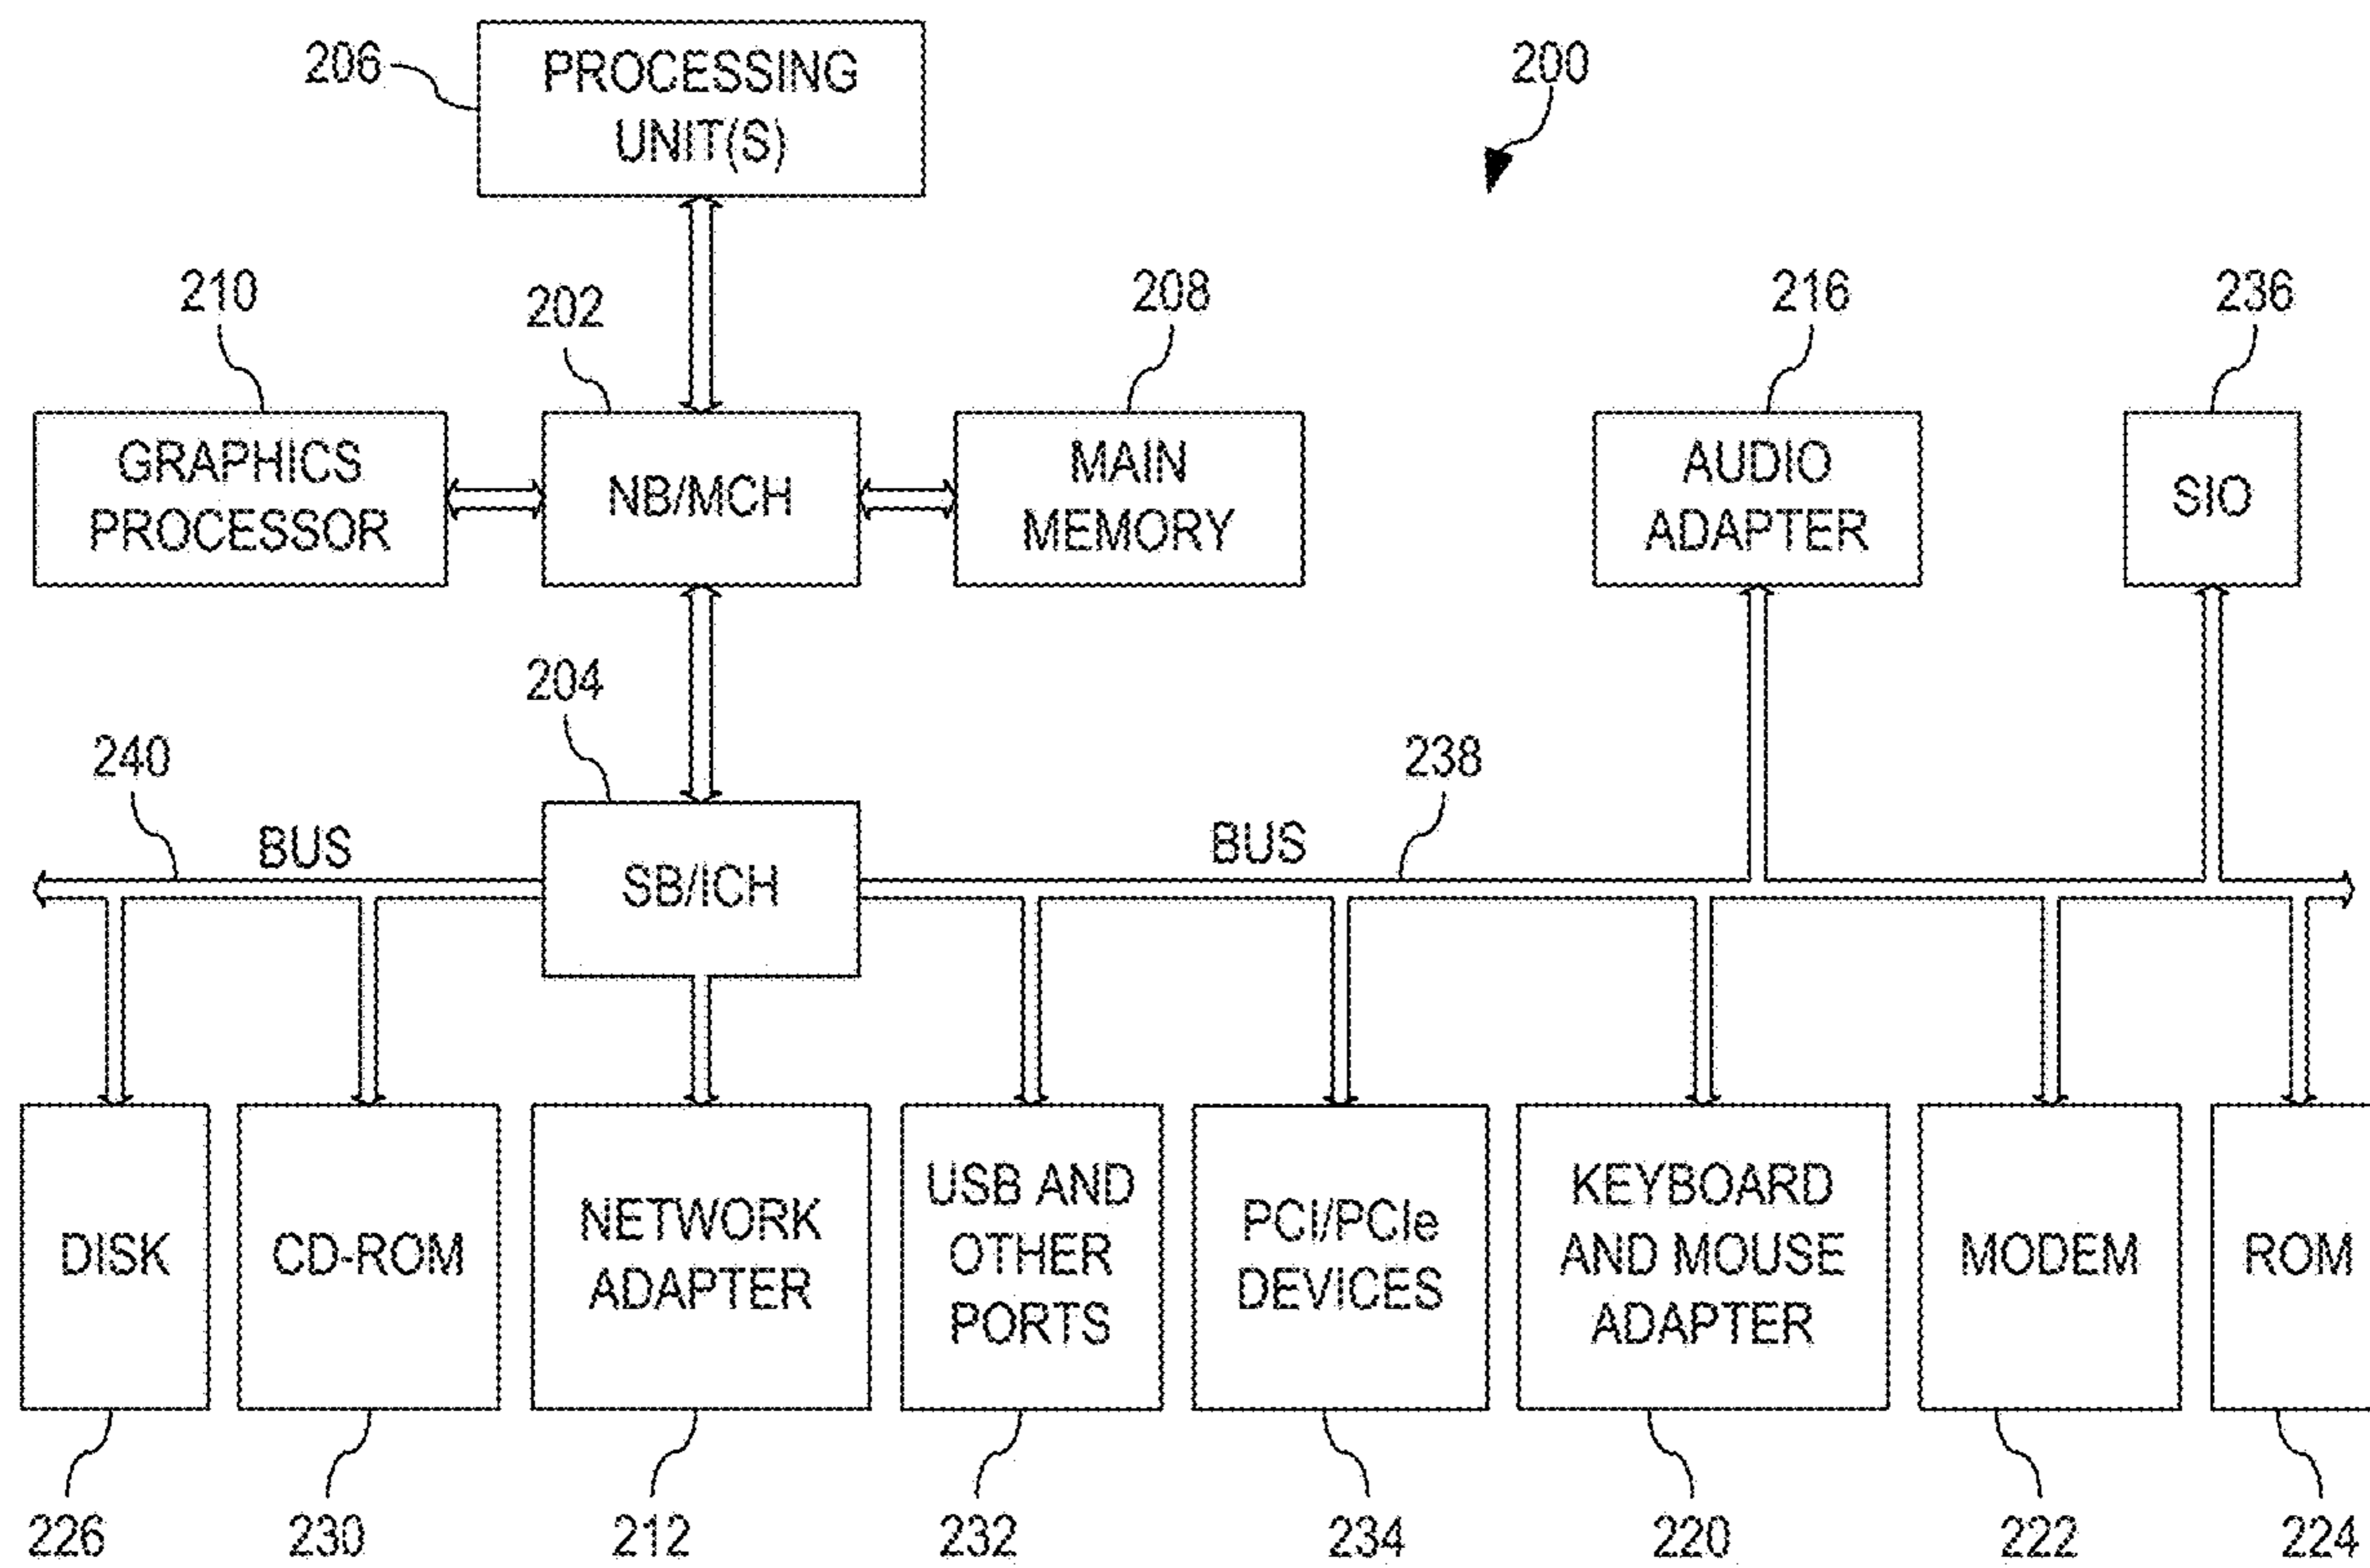 206
PROCESSING
UNIT(S)
200
210
202
208
216
236
GRAPHICS
PROCESSOR
NB/MCH
MAIN
MEMORY
AUDIO
ADAPTER
SIO
204
240
238
BUS
BUS
SB/ICH
DISK
CD-ROM
NETWORK
ADAPTER
USB AND
OTHER
PORTS
PCI/PCIe
DEVICES
KEYBOARD
AND MOUSE
ADAPTER
MODEM
ROM
226
230
212
232
234
220
222
224